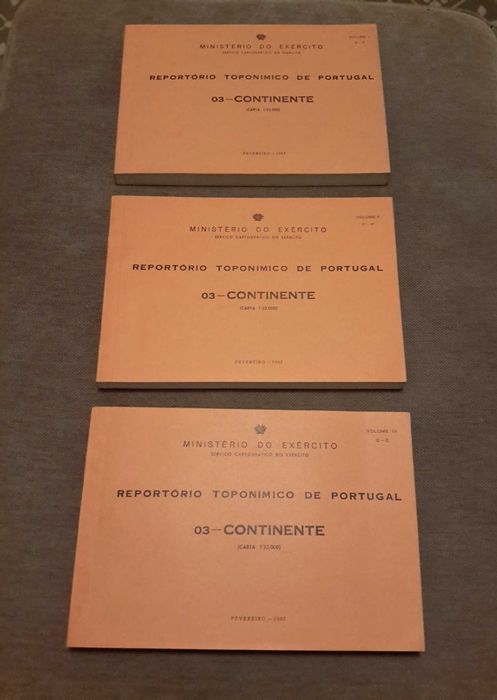 VOLUME I
MINISTÉRIO DO EXÉRCITO
SERVIÇO CARTOGRÁFICO DO EXÉRCITO
REPORTÓRIO TOPONIMICO DE PORTUGAL
03—CONTINENTE
(CARTA 1:25.000)
FEVEREIRO — 1967
VOLUME II
MINISTÉRIO DO EXÉRCITO
SERVIÇO CARTOGRÁFICO DO EXÉRCITO
REPORTÓRIO TOPONIMICO DE PORTUGAL
03—CONTINENTE
(CARTA 1:25.000)
FEVEREIRO — 1967
VOLUME III
Q—Z
MINISTÉRIO DO EXÉRCITO
SERVIÇO CARTOGRÁFICO DO EXÉRCITO
REPORTÓRIO TOPONIMICO DE PORTUGAL
03—CONTINENTE
(CARTA 1:25.000)
FEVEREIRO — 1967